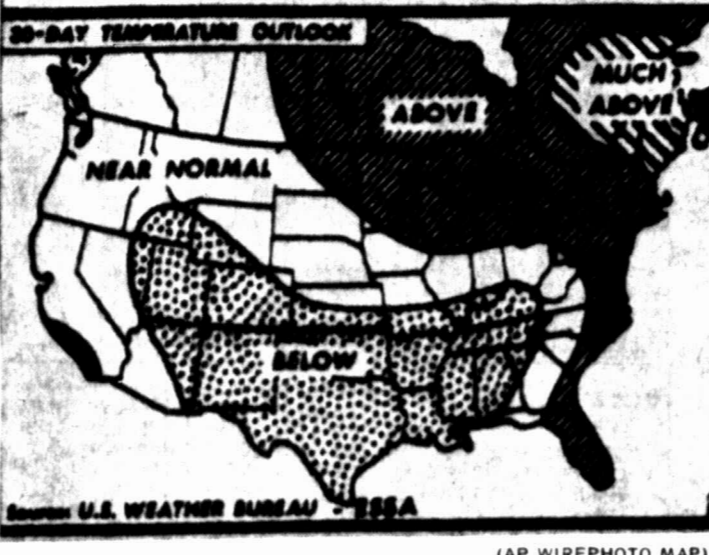 30-DAY TEMPERATURE OUTLOOK
MUCH
ABOVE
ABOVE
NEAR NORMAL
BELOW
Source: U.S. WEATHER BUREAU - ESSA
(AP WIREPHOTO MAP)